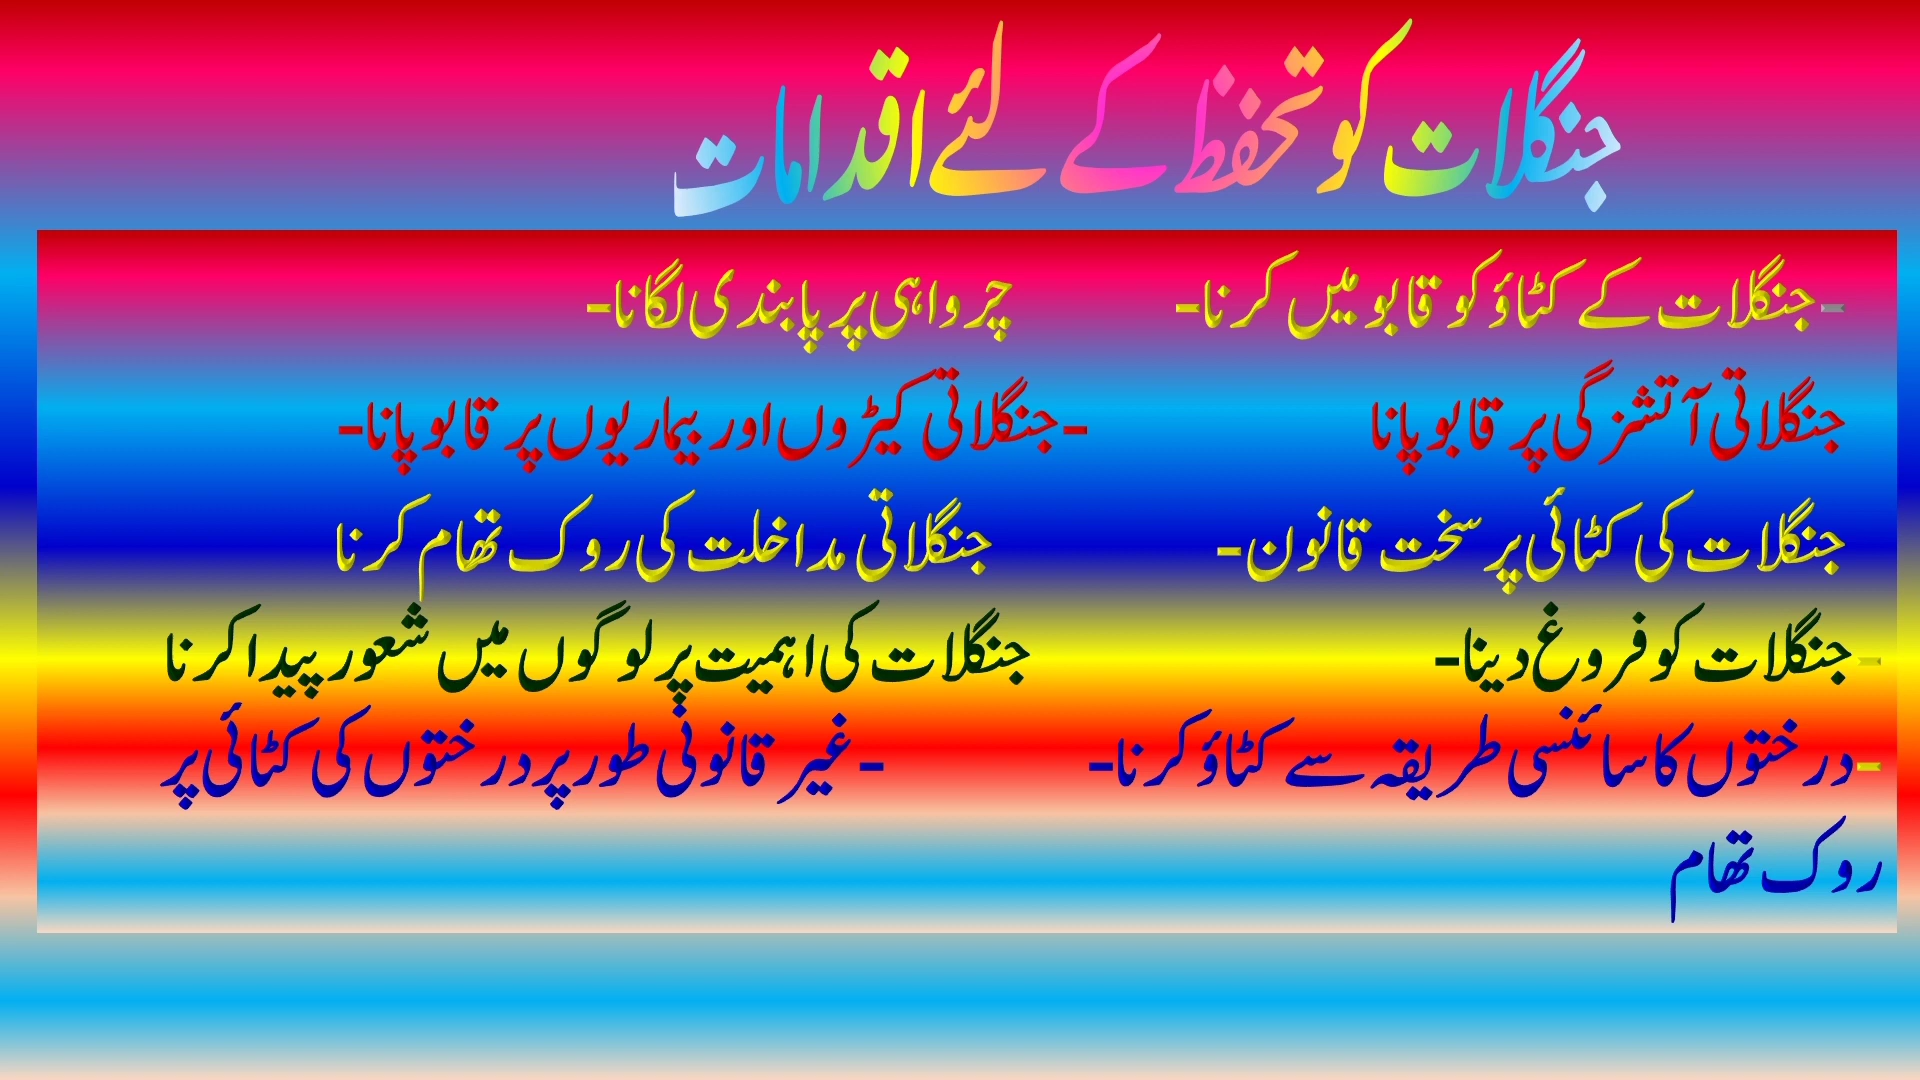 جنگلات کو تحفظ کے لئے اقدامات
-جنگلات کے کٹاؤ کو قابو میں کرنا- چرواہی پر پابندی لگانا-
جنگلاتی آتشزگی پر قابو پانا -جنگلاتی کیڑوں اور بیماریوں پر قابو پانا-
جنگلات کی کٹائی پر سخت قانون- جنگلاتی مداخلت کی روک تھام کرنا
-جنگلات کو فروغ دینا- جنگلات کی اہمیت پر لوگوں میں شعور پیدا کرنا
-درختوں کا سائنسی طریقہ سے کٹاؤ کرنا- -غیر قانونی طور پر درختوں کی کٹائی پر
روک تھام